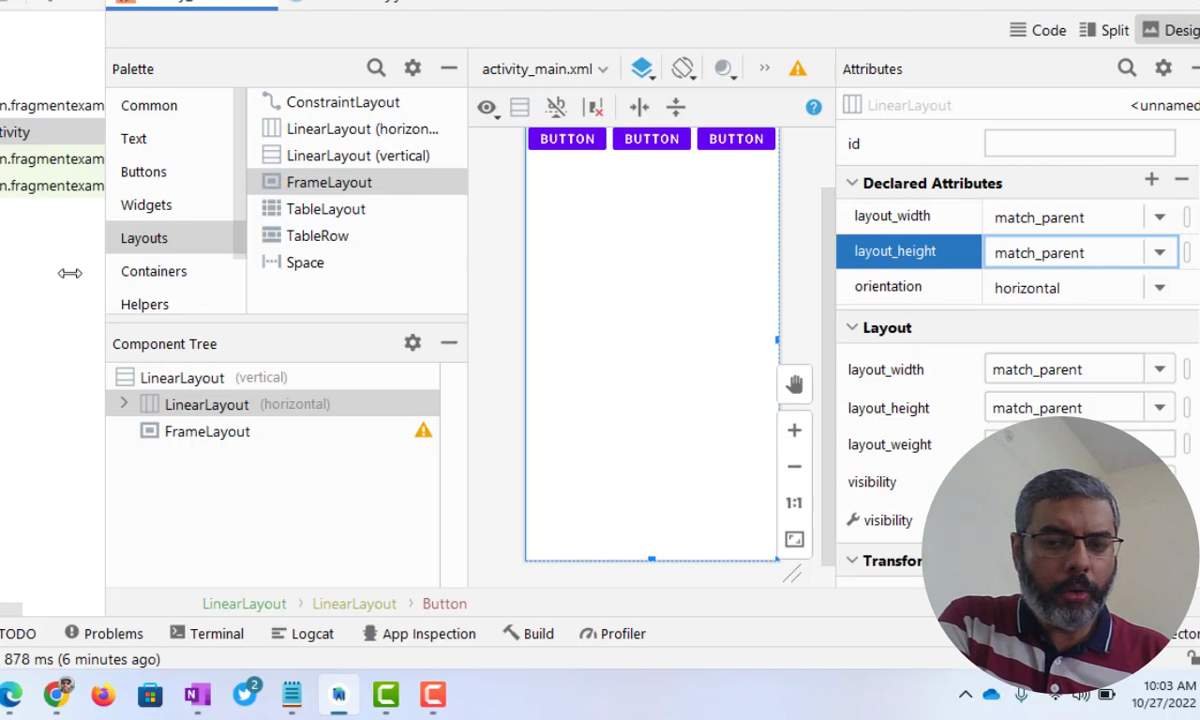 Code
Split
Palette
activity_main.xml
Attributes
Common
Text
Buttons
Widgets
Layouts
Containers
Helpers
ConstraintLayout
LinearLayout (horizon...
LinearLayout (vertical)
FrameLayout
TableLayout
TableRow
Space
BUTTON BUTTON BUTTON
LinearLayout <unnamed
id
Declared Attributes
layout_width match_parent
layout_height match_parent
orientation horizontal
Layout
layout_width match_parent
layout_height match_parent
layout_weight
visibility
visibility
Transfor
n.fragmentexam
tivity
n.fragmentexam
n.fragmentexam
Component Tree
LinearLayout (vertical)
LinearLayout (horizontal)
FrameLayout
1:1
LinearLayout > LinearLayout > Button
TODO Problems Terminal Logcat App Inspection Build Profiler
878 ms (6 minutes ago)
2
10:03 AM
10/27/2022